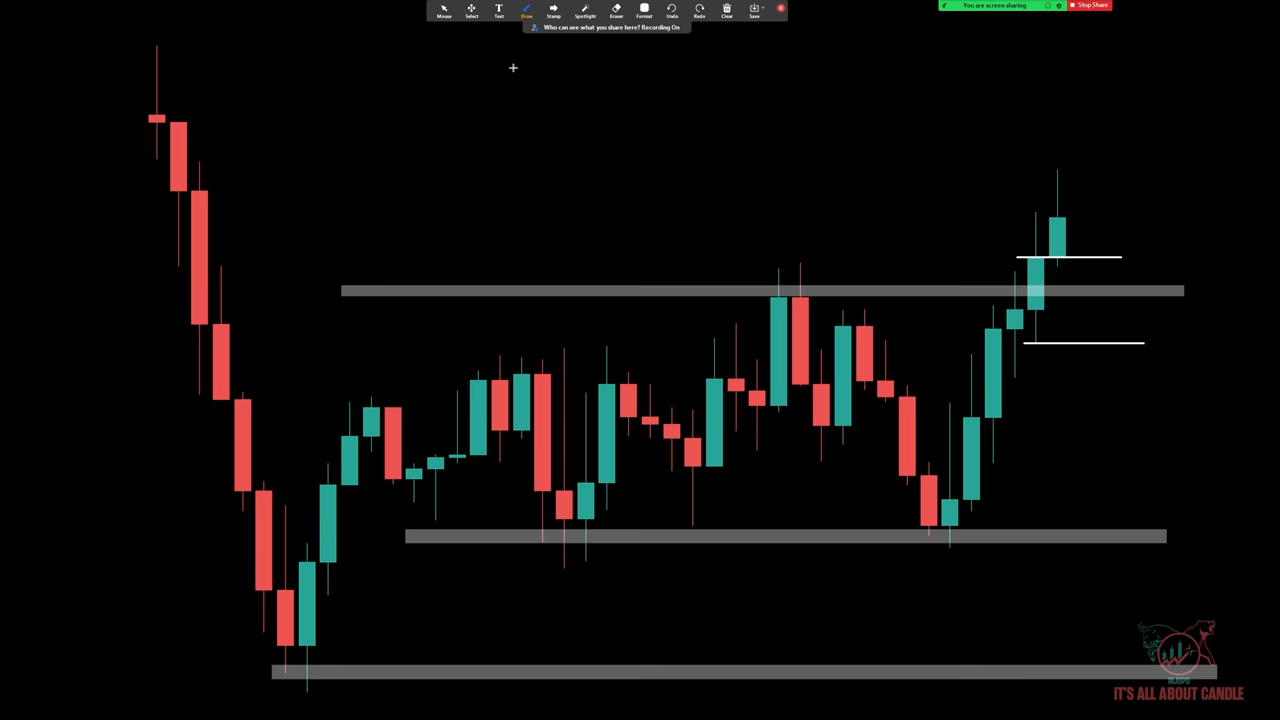 Mouse Select Text Draw Stamp Spotlight Eraser Format Undo Redo Clear Save
Who can see what you share here? Recording On
You are screen sharing
Stop Share
IT'S ALL ABOUT CANDLE